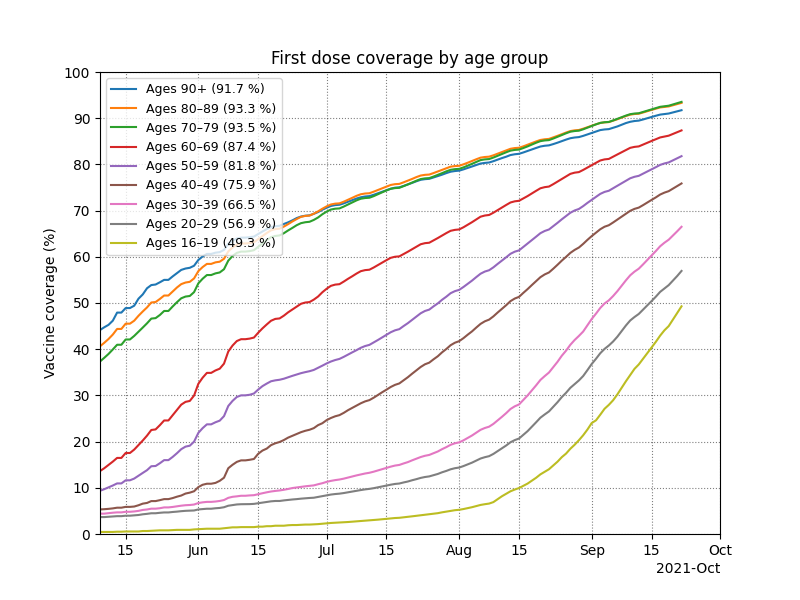 First dose coverage by age group
Vaccine coverage (%)
100
90
80
70
60
50
40
30
20
10
0
Ages 90+ (91.7 %)
Ages 80–89 (93.3 %)
Ages 70–79 (93.5 %)
Ages 60–69 (87.4 %)
Ages 50–59 (81.8 %)
Ages 40–49 (75.9 %)
Ages 30–39 (66.5 %)
Ages 20–29 (56.9 %)
Ages 16–19 (49.3 %)
15 Jun 15 Jul 15 Aug 15 Sep 15 Oct
2021-Oct